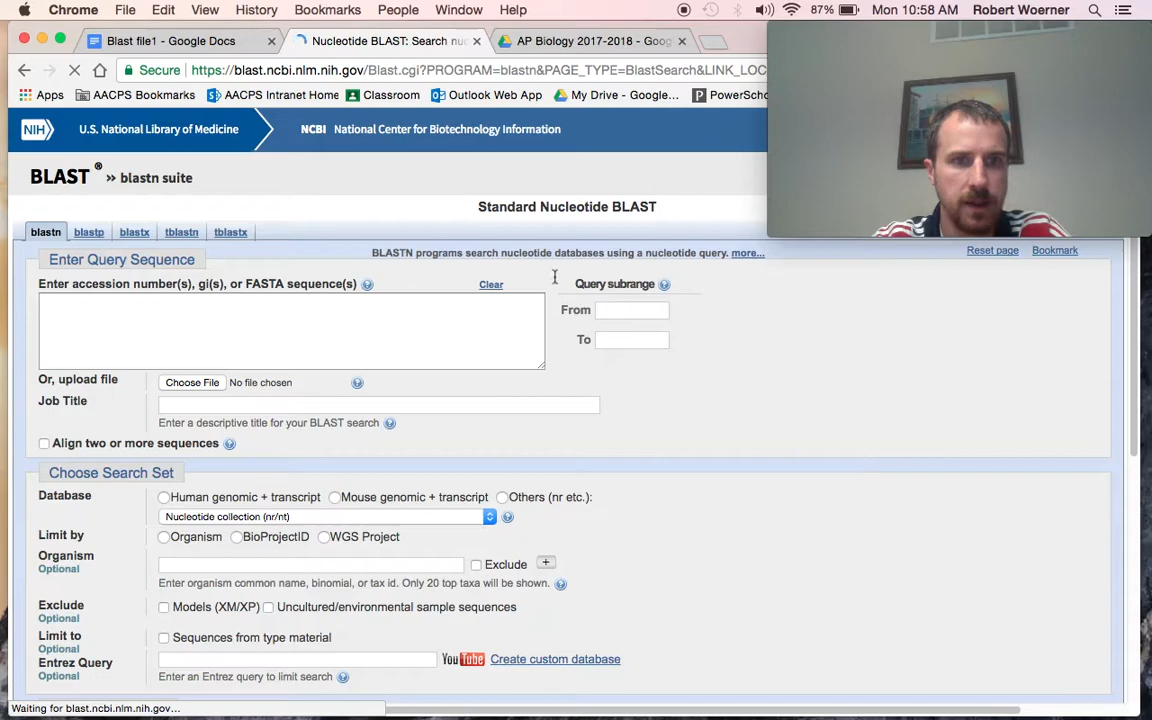 Chrome File Edit View History Bookmarks People Window Help 87% Mon 10:58 AM Robert Woerner
Blast file1 - Google Docs Nucleotide BLAST: Search nuc AP Biology 2017-2018 - Goog
Secure https://blast.ncbi.nlm.nih.gov/Blast.cgi?PROGRAM=blastn&PAGE_TYPE=BlastSearch&LINK_LOC
Apps AACPS Bookmarks AACPS Intranet Home Classroom Outlook Web App My Drive - Google... PowerScho
NIH U.S. National Library of Medicine NCBI National Center for Biotechnology Information
BLAST ® » blastn suite
Standard Nucleotide BLAST
blastn blastp blastx tblastn tblastx
BLASTN programs search nucleotide databases using a nucleotide query. more... Reset page Bookmark
Enter Query Sequence
Enter accession number(s), gi(s), or FASTA sequence(s) Clear Query subrange
From
To
Or, upload file Choose File No file chosen
Job Title
Enter a descriptive title for your BLAST search
Align two or more sequences
Choose Search Set
Database Human genomic + transcript Mouse genomic + transcript Others (nr etc.):
Nucleotide collection (nr/nt)
Limit by Organism BioProjectID WGS Project
Organism
Optional
Exclude +
Enter organism common name, binomial, or tax id. Only 20 top taxa will be shown.
Exclude Models (XM/XP) Uncultured/environmental sample sequences
Optional
Limit to Sequences from type material
Optional
Entrez Query YouTube Create custom database
Optional
Enter an Entrez query to limit search
Waiting for blast.ncbi.nlm.nih.gov...